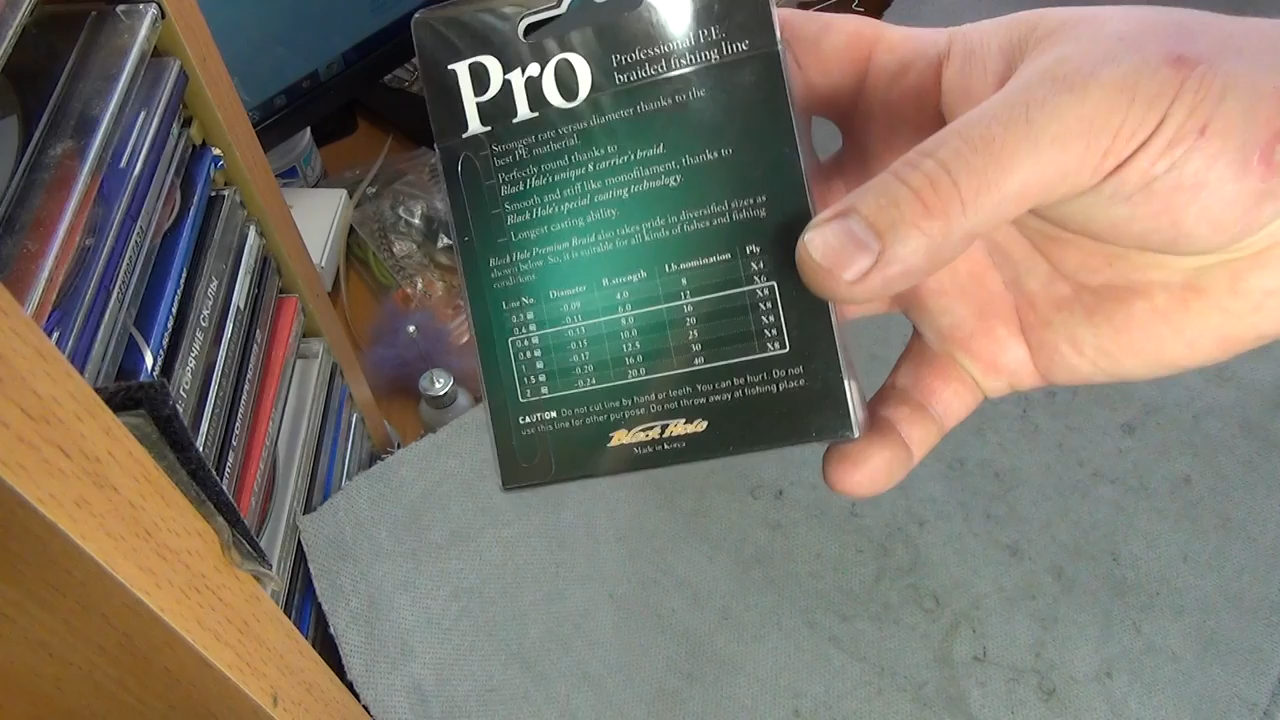 Pro
Professional P.E.
braided fishing line
Strongest rate versus diameter thanks to the
best PE matherial.
Perfectly round thanks to
Black Hole's unique 8 carrier's braid.
Smooth and stiff like monofilament, thanks to
Black Hole's special coating technology.
Longest casting ability.
Black Hole Premium Braid also takes pride in diversified sizes as
shown below. So, it is suitable for all kinds of fishes and fishing
conditions.
Line No. Diameter B.strength Lb.nomination Ply
0.3 -0.09 4.0 8 X4
0.4 -0.11 6.0 12 X6
0.6 -0.13 8.0 16 X8
0.8 -0.15 10.0 20 X8
1 -0.17 12.5 25 X8
1.5 -0.20 16.0 30 X8
2 -0.24 20.0 40 X8
CAUTION Do not cut line by hand or teeth. You can be hurt. Do not
use this line for other purpose. Do not throw away at fishing place.
Black Hole
Made in Korea
ГОРЯЧИЕ СКАЛЫ